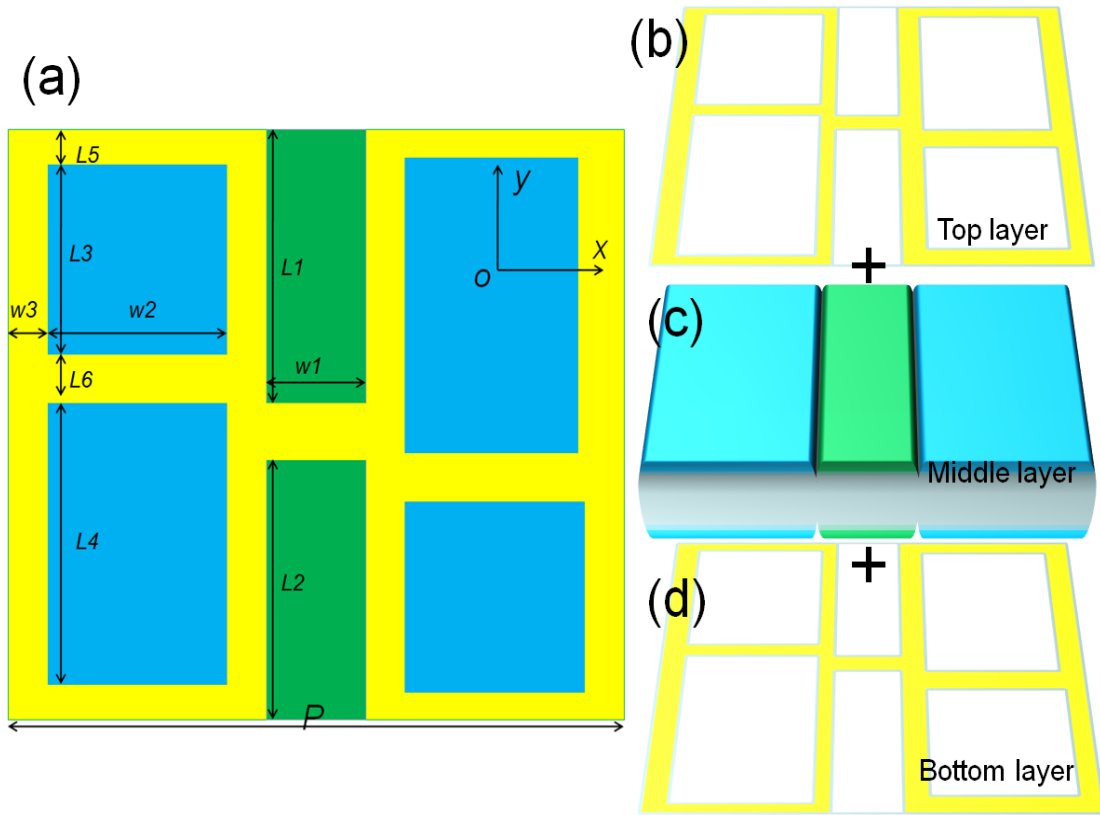 (a)
L5
L3
w3
w2
L6
L4
L1
w1
L2
y
X
o
P
(b)
Top layer
+
(c)
Middle layer
+
(d)
Bottom layer